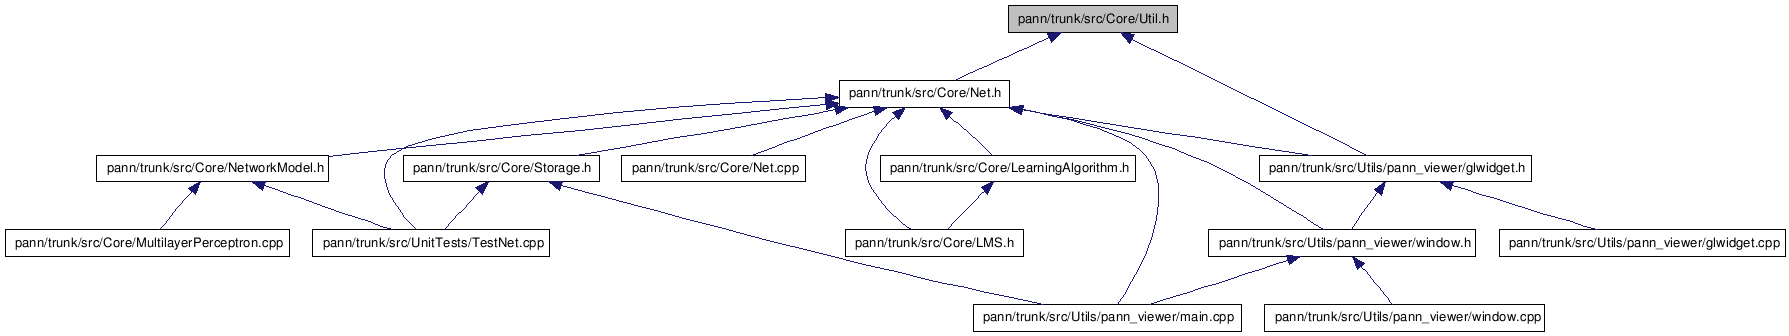 pann/trunk/src/Core/Util.h
pann/trunk/src/Core/Net.h
pann/trunk/src/Core/NetworkModel.h
pann/trunk/src/Core/Storage.h
pann/trunk/src/Core/Net.cpp
pann/trunk/src/Core/LearningAlgorithm.h
pann/trunk/src/Utils/pann_viewer/glwidget.h
pann/trunk/src/Core/MultilayerPerceptron.cpp
pann/trunk/src/UnitTests/TestNet.cpp
pann/trunk/src/Core/LMS.h
pann/trunk/src/Utils/pann_viewer/window.h
pann/trunk/src/Utils/pann_viewer/glwidget.cpp
pann/trunk/src/Utils/pann_viewer/main.cpp
pann/trunk/src/Utils/pann_viewer/window.cpp